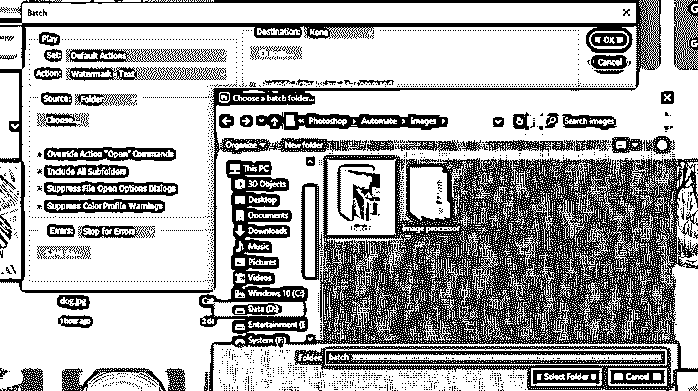 Batch
Play
Set: Default Actions
Action: Watermark - Text
Source: Folder
Choose...
Override Action "Open" Commands
Include All Subfolders
Suppress File Open Options Dialogs
Suppress Color Profile Warnings
Errors: Stop for Errors
Destination: None
OK
Cancel
Choose a batch folder...
Photoshop › Automate › Images ›
Search Images
This PC
3D Objects
Desktop
Documents
Downloads
Music
Pictures
Videos
Windows 10 (C:)
Data (D:)
Entertainment (E
System (F:)
image processor
Folder: batch
Select Folder
Cancel
dog.jpg